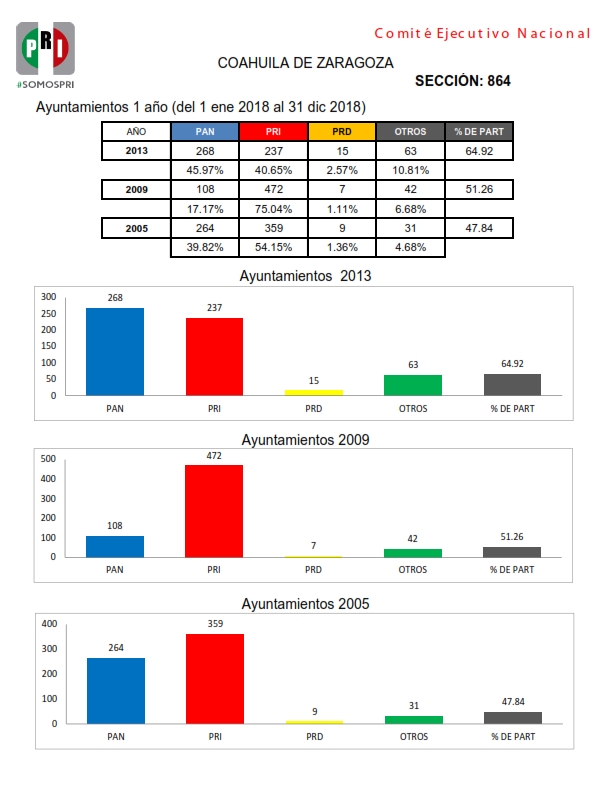 Comité Ejecutivo Nacional
PRI
#SOMOSPRI
COAHUILA DE ZARAGOZA
SECCIÓN: 864
Ayuntamientos 1 año (del 1 ene 2018 al 31 dic 2018)
AÑO PAN PRI PRD OTROS % DE PART
2013 268 237 15 63 64.92
45.97% 40.65% 2.57% 10.81%
2009 108 472 7 42 51.26
17.17% 75.04% 1.11% 6.68%
2005 264 359 9 31 47.84
39.82% 54.15% 1.36% 4.68%
Ayuntamientos 2013
300
250
200
150
100
50
0
268 237 15 63 64.92
PAN PRI PRD OTROS % DE PART
Ayuntamientos 2009
500
400
300
200
100
0
108 472 7 42 51.26
PAN PRI PRD OTROS % DE PART
Ayuntamientos 2005
400
300
200
100
0
264 359 9 31 47.84
PAN PRI PRD OTROS % DE PART